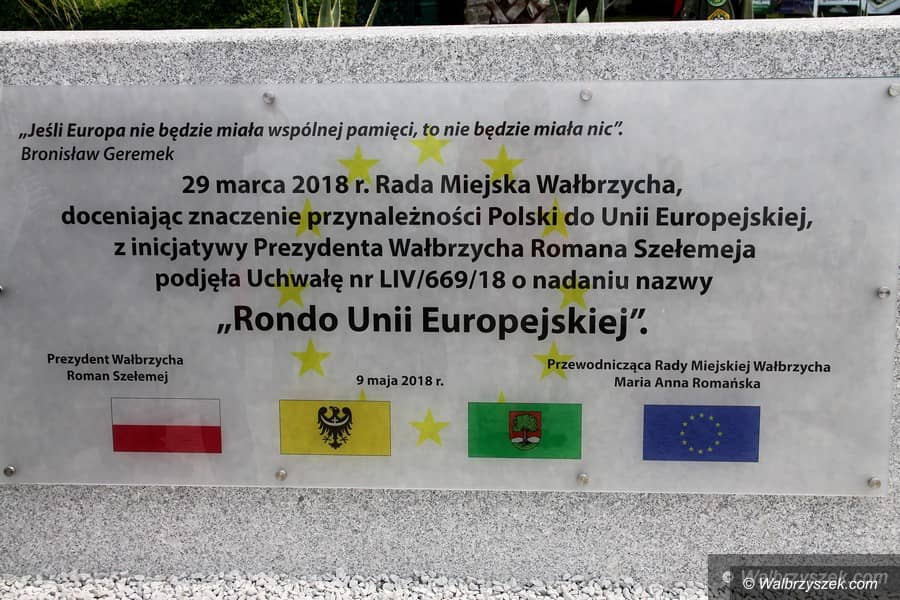 „Jeśli Europa nie będzie miała wspólnej pamięci, to nie będzie miała nic”.
Bronisław Geremek
29 marca 2018 r. Rada Miejska Wałbrzycha,
doceniając znaczenie przynależności Polski do Unii Europejskiej,
z inicjatywy Prezydenta Wałbrzycha Romana Szełemeja
podjęła Uchwałę nr LIV/669/18 o nadaniu nazwy
„Rondo Unii Europejskiej”.
Prezydent Wałbrzycha
Roman Szełemej
9 maja 2018 r.
Przewodnicząca Rady Miejskiej Wałbrzycha
Maria Anna Romańska
© Walbrzyszek.com